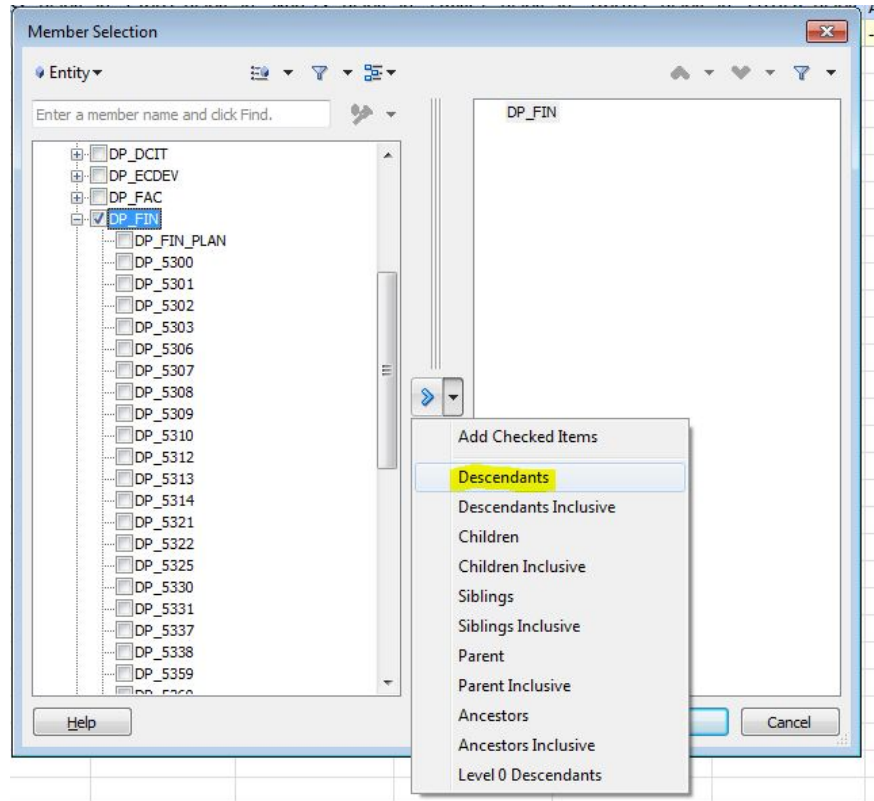 Member Selection
Entity
Enter a member name and click Find.
DP_DCIT
DP_ECDEV
DP_FAC
DP_FIN
DP_FIN_PLAN
DP_5300
DP_5301
DP_5302
DP_5303
DP_5306
DP_5307
DP_5308
DP_5309
DP_5310
DP_5312
DP_5313
DP_5314
DP_5321
DP_5322
DP_5325
DP_5330
DP_5331
DP_5337
DP_5338
DP_5359
DP_FIN
Add Checked Items
Descendants
Descendants Inclusive
Children
Children Inclusive
Siblings
Siblings Inclusive
Parent
Parent Inclusive
Ancestors
Ancestors Inclusive
Level 0 Descendants
Help
Cancel